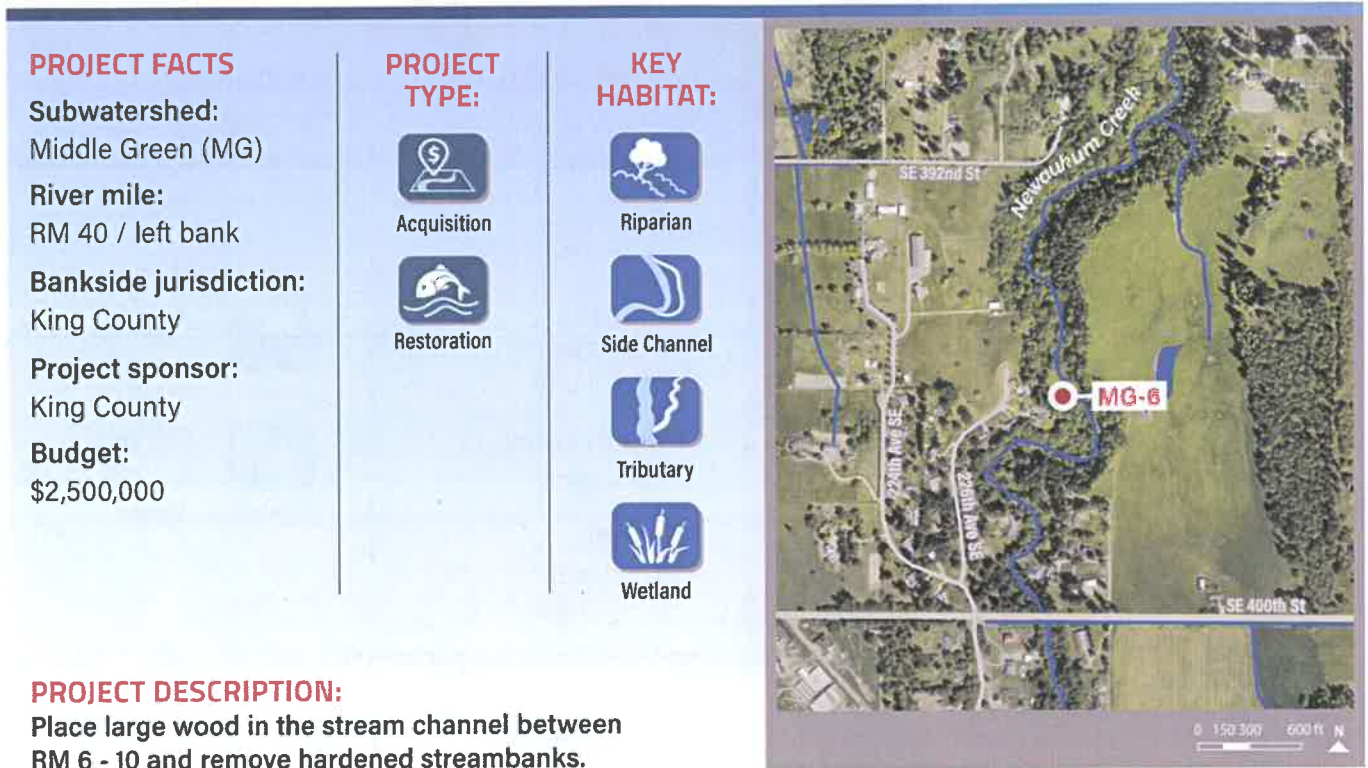 PROJECT FACTS
Subwatershed:
Middle Green (MG)
River mile:
RM 40 / left bank
Bankside jurisdiction:
King County
Project sponsor:
King County
Budget:
$2,500,000
PROJECT
TYPE:
Acquisition
Restoration
KEY
HABITAT:
Riparian
Side Channel
Tributary
Wetland
PROJECT DESCRIPTION:
Place large wood in the stream channel between
RM 6 - 10 and remove hardened streambanks.
Newaukum Creek
SE 392nd St
MG-6
224th Ave SE
226th Ave SE
SE 400th St
0 150 300 600 ft N